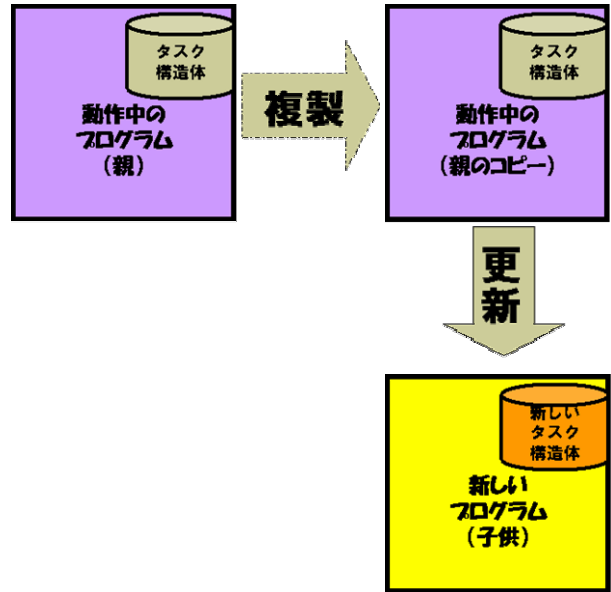 タスク
構造体
動作中の
プログラム
(親)
複製
タスク
構造体
動作中の
プログラム
(親のコピー)
更
新
新しい
タスク
構造体
新しい
プログラム
(子供)